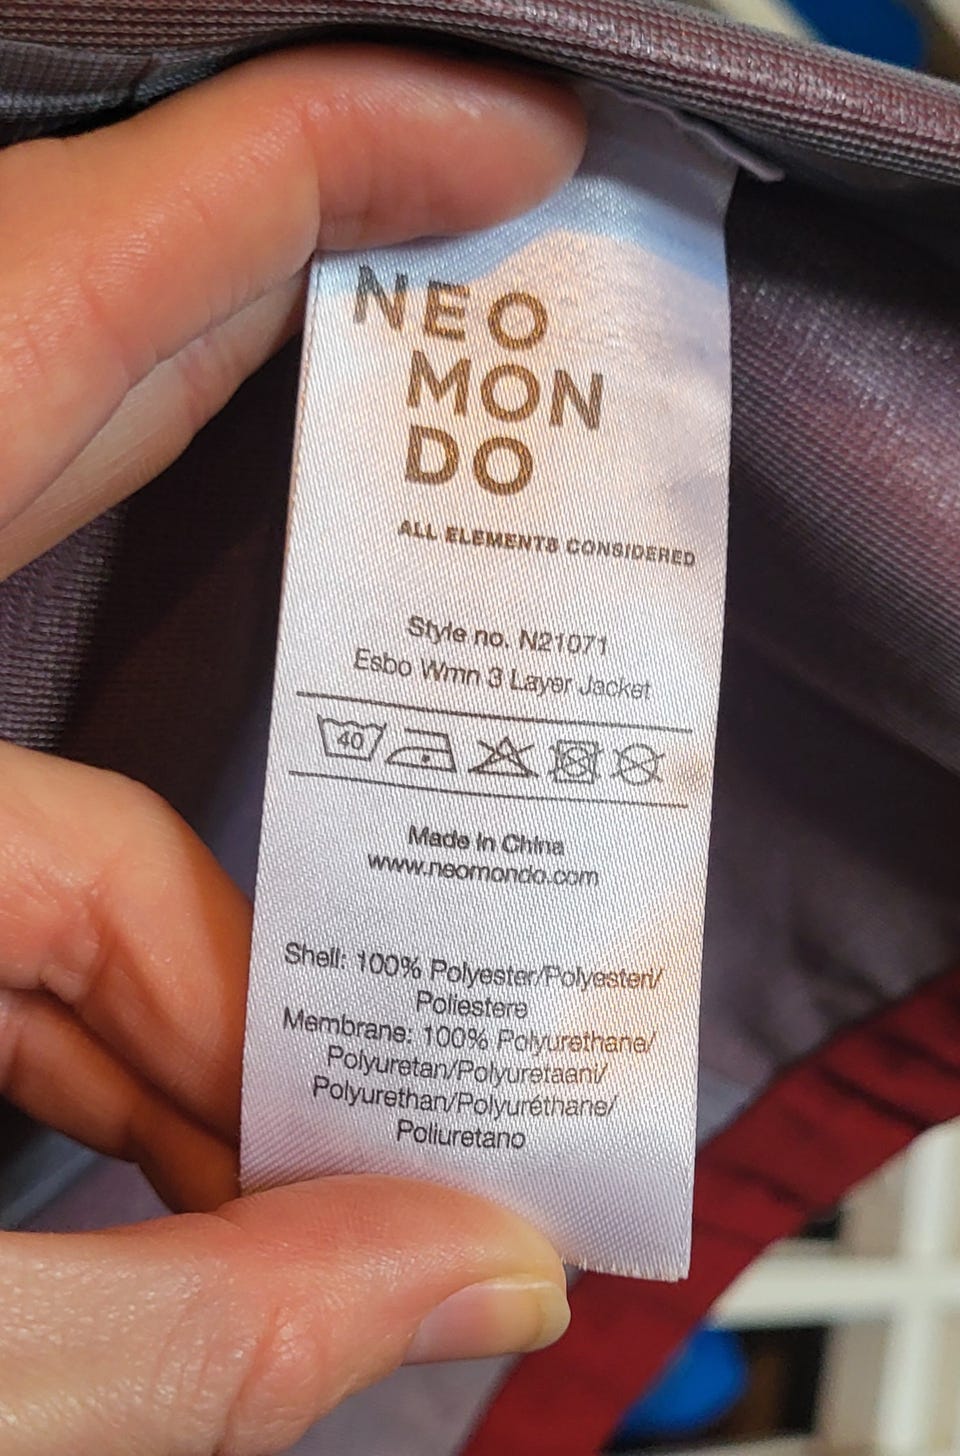 NEO
MON
DO
ALL ELEMENTS CONSIDERED
Style no. N21071
Esbo Wmn 3 Layer Jacket
40
Made in China
www.neomondo.com
Shell: 100% Polyester/Polyesteri/
Poliestere
Membrane: 100% Polyurethane/
Polyuretan/Polyuretaani/
Polyurethan/Polyuréthane/
Poliuretano